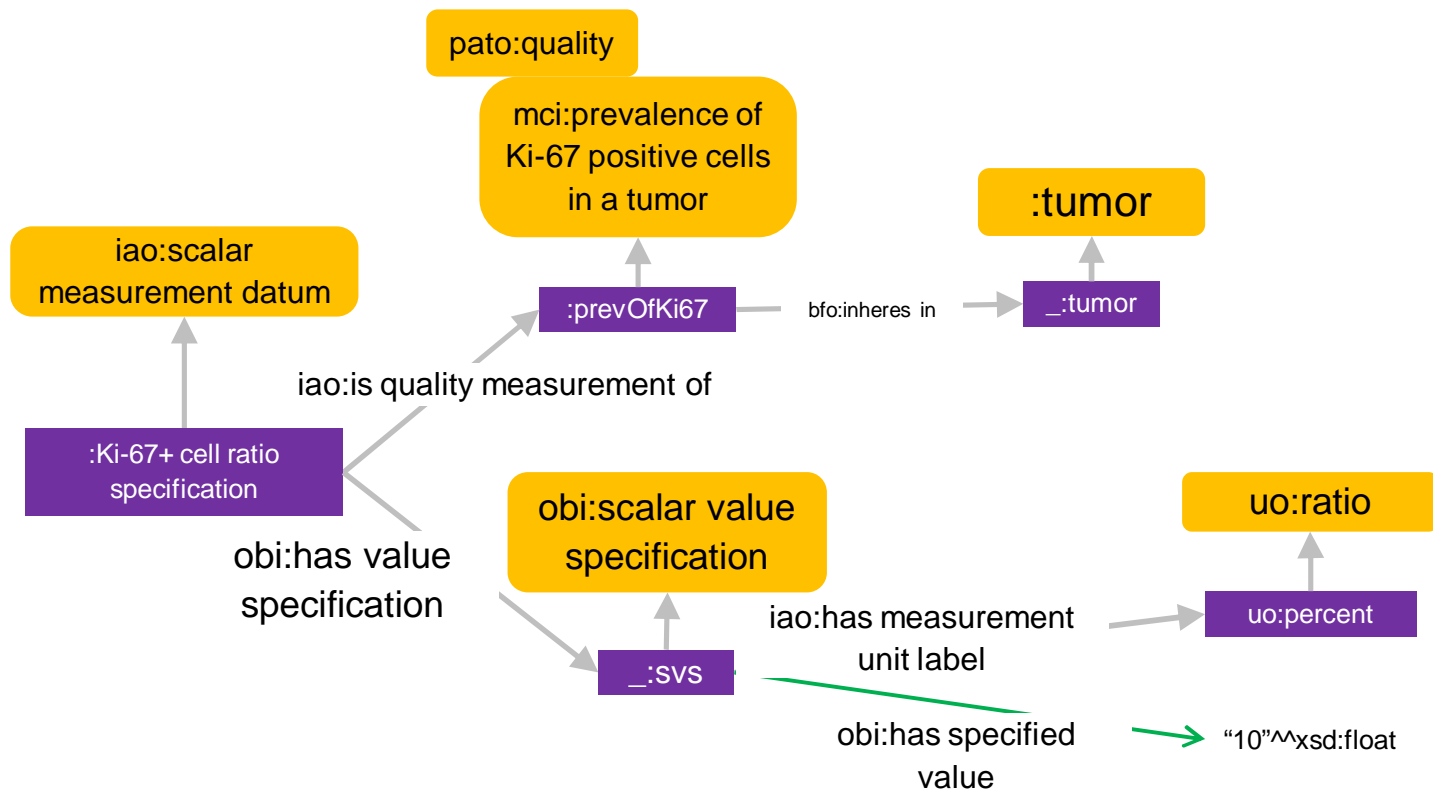 pato:quality
mci:prevalence of
Ki-67 positive cells
in a tumor
:tumor
iao:scalar
measurement datum
:prevOfKi67
bfo:inheres in
_:tumor
iao:is quality measurement of
:Ki-67+ cell ratio
specification
obi:scalar value
specification
uo:ratio
obi:has value
specification
iao:has measurement
unit label
uo:percent
_:svs
obi:has specified
value
“10”^^xsd:float